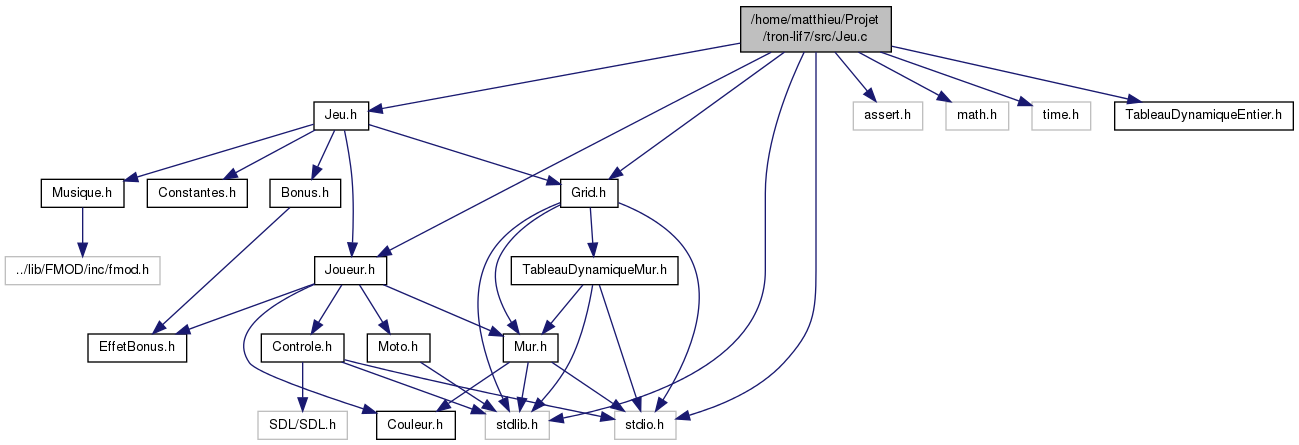 /home/matthieu/Projet
/tron-lif7/src/Jeu.c
Jeu.h
assert.h
math.h
time.h
TableauDynamiqueEntier.h
Musique.h
Constantes.h
Bonus.h
Grid.h
../lib/FMOD/inc/fmod.h
Joueur.h
TableauDynamiqueMur.h
EffetBonus.h
Controle.h
Moto.h
Mur.h
SDL/SDL.h
Couleur.h
stdlib.h
stdio.h